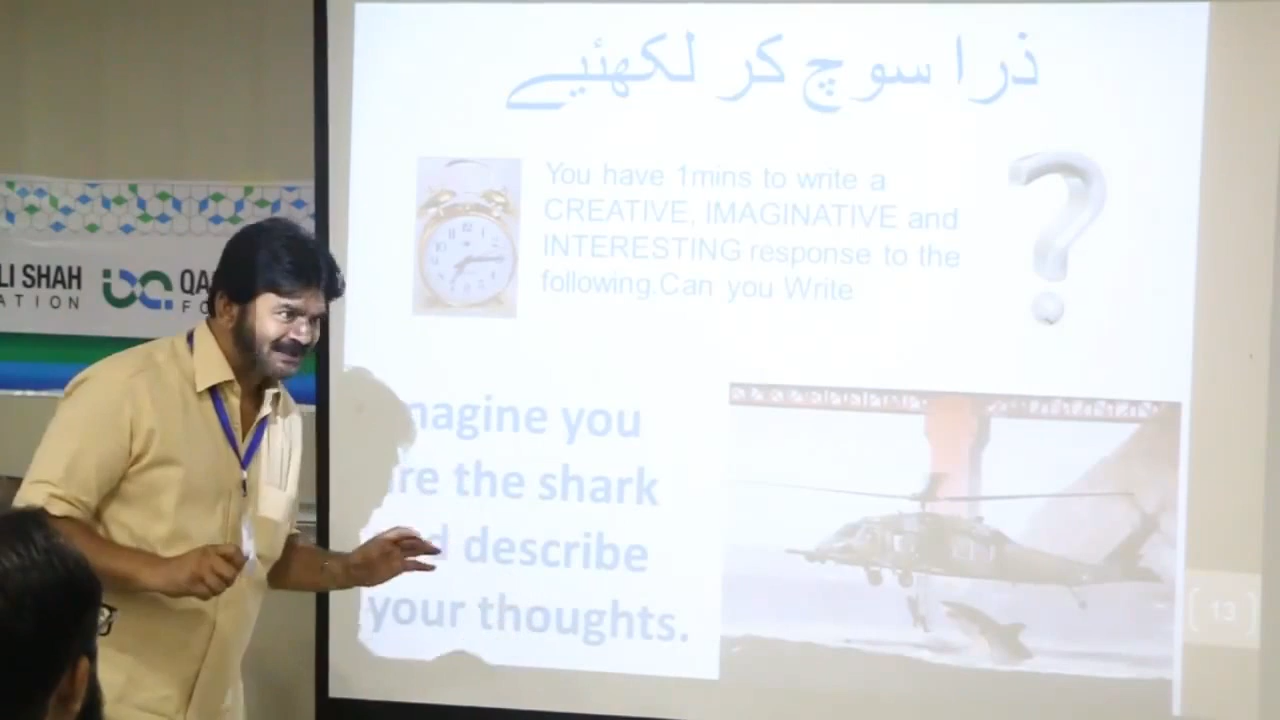 ذرا سوچ کر لکھئیے
You have 1mins to write a
CREATIVE, IMAGINATIVE and
INTERESTING response to the
following.Can you Write
?
magine you
re the shark
d describe
your thoughts.
13
LI SHAH
ATION
QA
FO